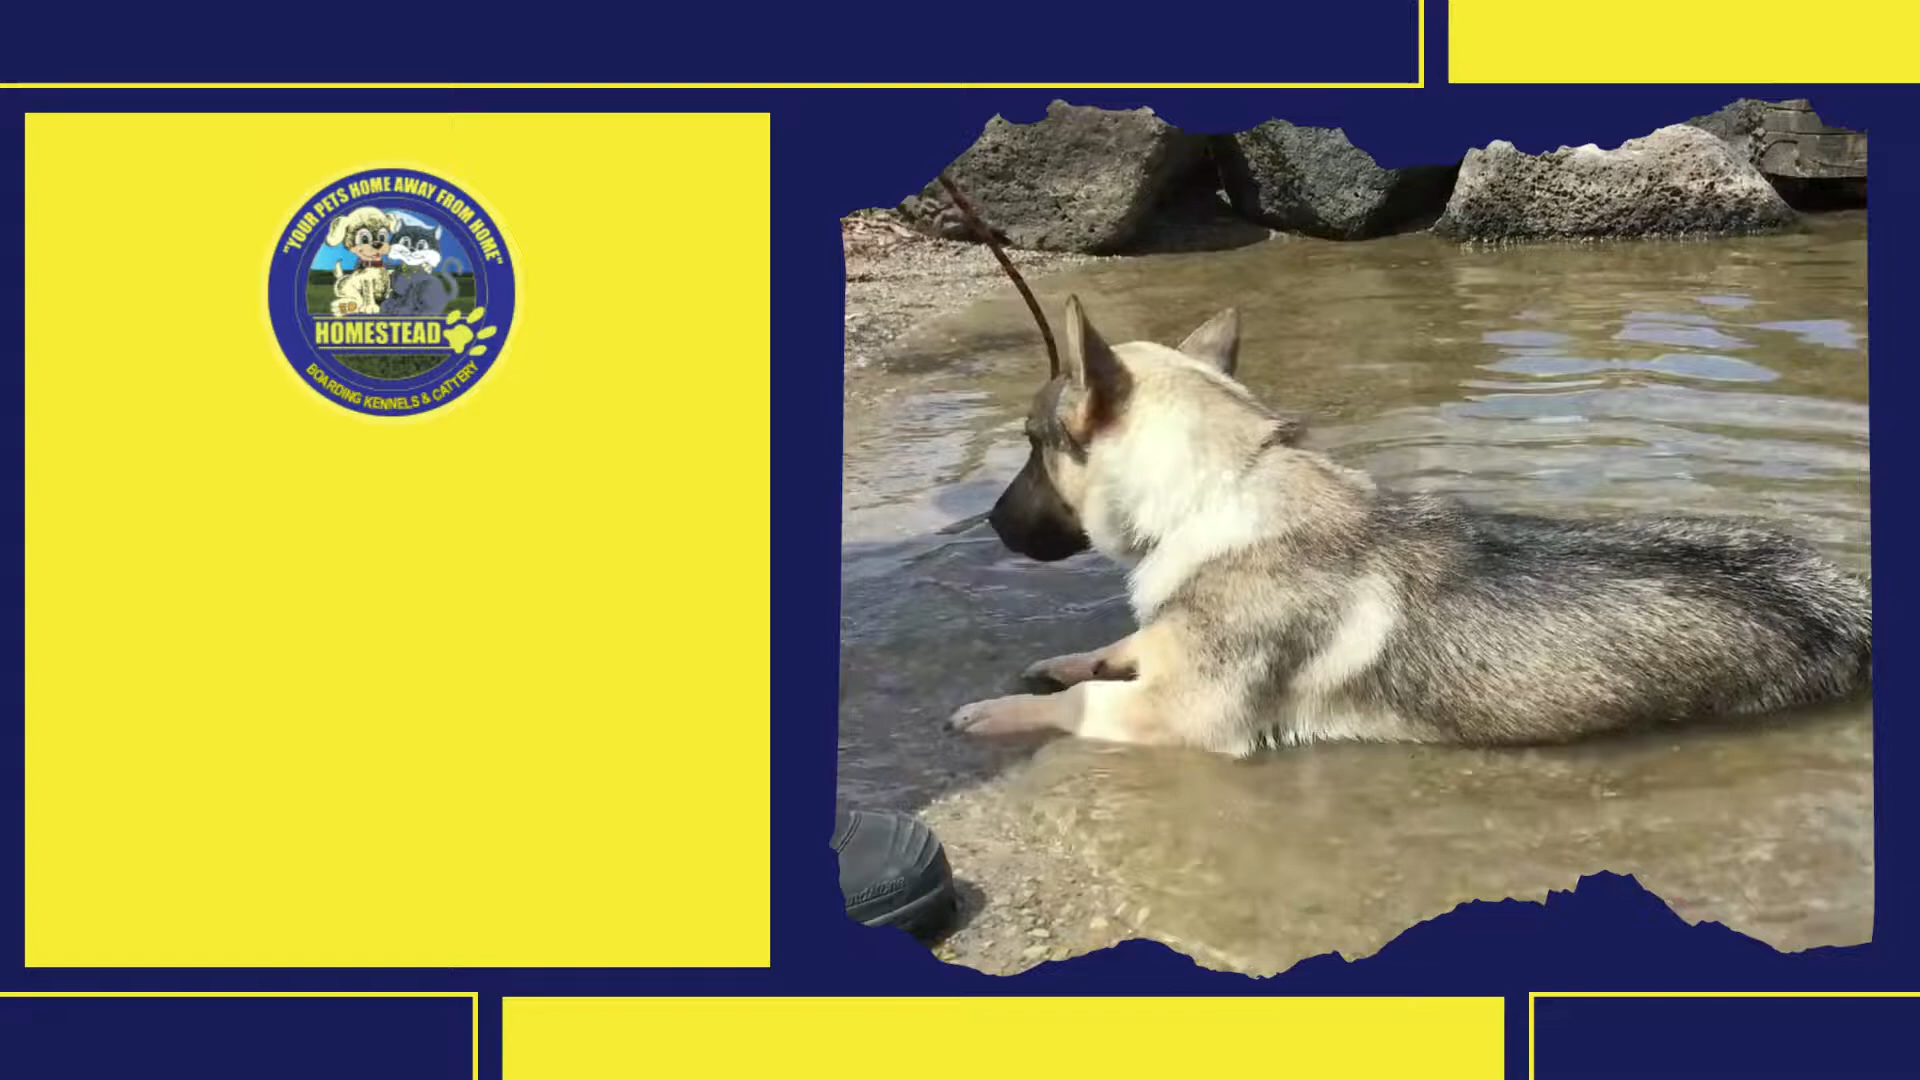 "YOUR PETS HOME AWAY FROM HOME"
HOMESTEAD
BOARDING KENNELS & CATTERY